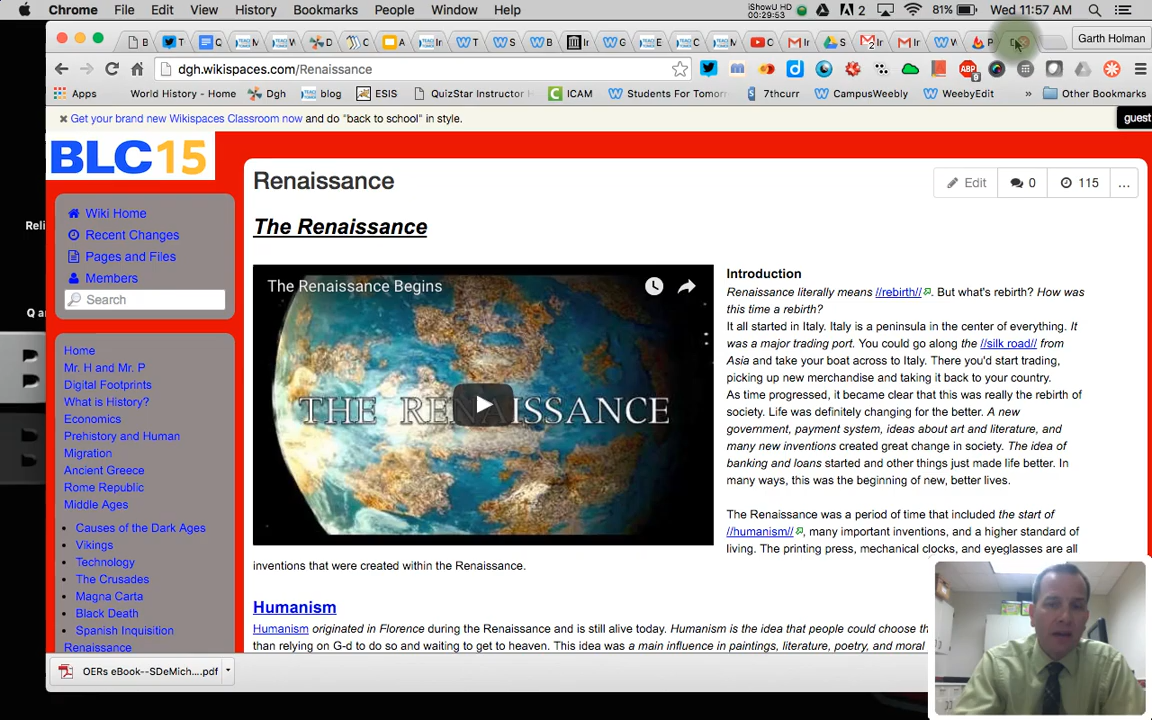 Chrome File Edit View History Bookmarks People Window Help
iShowU HD
00:29:53
2
81%
Wed 11:57 AM
Garth Holman
dgh.wikispaces.com/Renaissance
Apps World History - Home Dgh blog ESIS QuizStar Instructor ICAM Students For Tomor 7thcurr CampusWeebly WeebyEdit » Other Bookmarks
Get your brand new Wikispaces Classroom now and do "back to school" in style.
guest
BLC15
Wiki Home
Recent Changes
Pages and Files
Members
Search
Home
Mr. H and Mr. P
Digital Footprints
What is History?
Economics
Prehistory and Human
Migration
Ancient Greece
Rome Republic
Middle Ages
Causes of the Dark Ages
Vikings
Technology
The Crusades
Magna Carta
Black Death
Spanish Inquisition
Renaissance
Renaissance
Edit 0 115 ...
The Renaissance
The Renaissance Begins
THE RENAISSANCE
Introduction
Renaissance literally means //rebirth//. But what's rebirth? How was
this time a rebirth?
It all started in Italy. Italy is a peninsula in the center of everything. It
was a major trading port. You could go along the //silk road// from
Asia and take your boat across to Italy. There you'd start trading,
picking up new merchandise and taking it back to your country.
As time progressed, it became clear that this was really the rebirth of
society. Life was definitely changing for the better. A new
government, payment system, ideas about art and literature, and
many new inventions created great change in society. The idea of
banking and loans started and other things just made life better. In
many ways, this was the beginning of new, better lives.
The Renaissance was a period of time that included the start of
//humanism//, many important inventions, and a higher standard of
living. The printing press, mechanical clocks, and eyeglasses are all
inventions that were created within the Renaissance.
Humanism
Humanism originated in Florence during the Renaissance and is still alive today. Humanism is the idea that people could choose th
than relying on G-d to do so and waiting to get to heaven. This idea was a main influence in paintings, literature, poetry, and moral
OERs eBook--SDeMich....pdf
Reli
Q ar